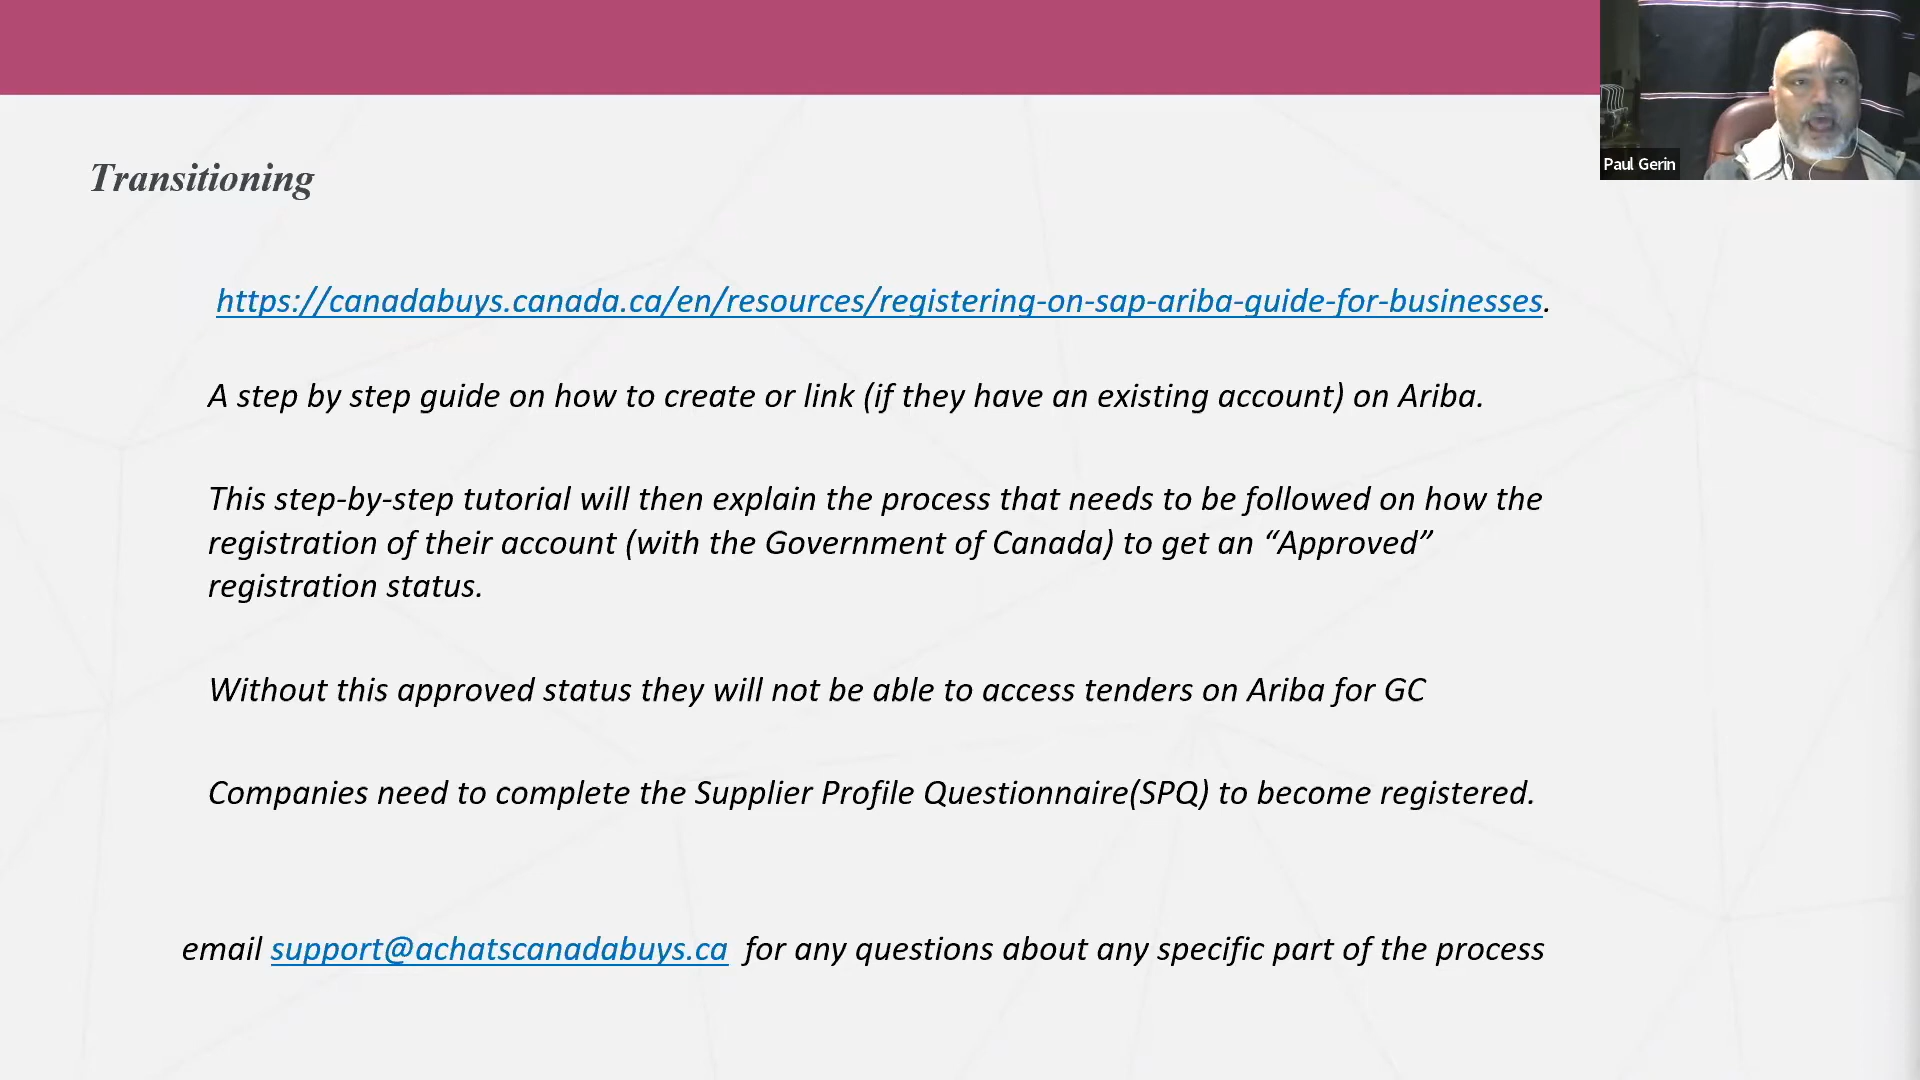 Paul Gerin
Transitioning
https://canadabuys.canada.ca/en/resources/registering-on-sap-ariba-guide-for-businesses.
A step by step guide on how to create or link (if they have an existing account) on Ariba.
This step-by-step tutorial will then explain the process that needs to be followed on how the
registration of their account (with the Government of Canada) to get an “Approved”
registration status.
Without this approved status they will not be able to access tenders on Ariba for GC
Companies need to complete the Supplier Profile Questionnaire(SPQ) to become registered.
email support@achatscanadabuys.ca for any questions about any specific part of the process